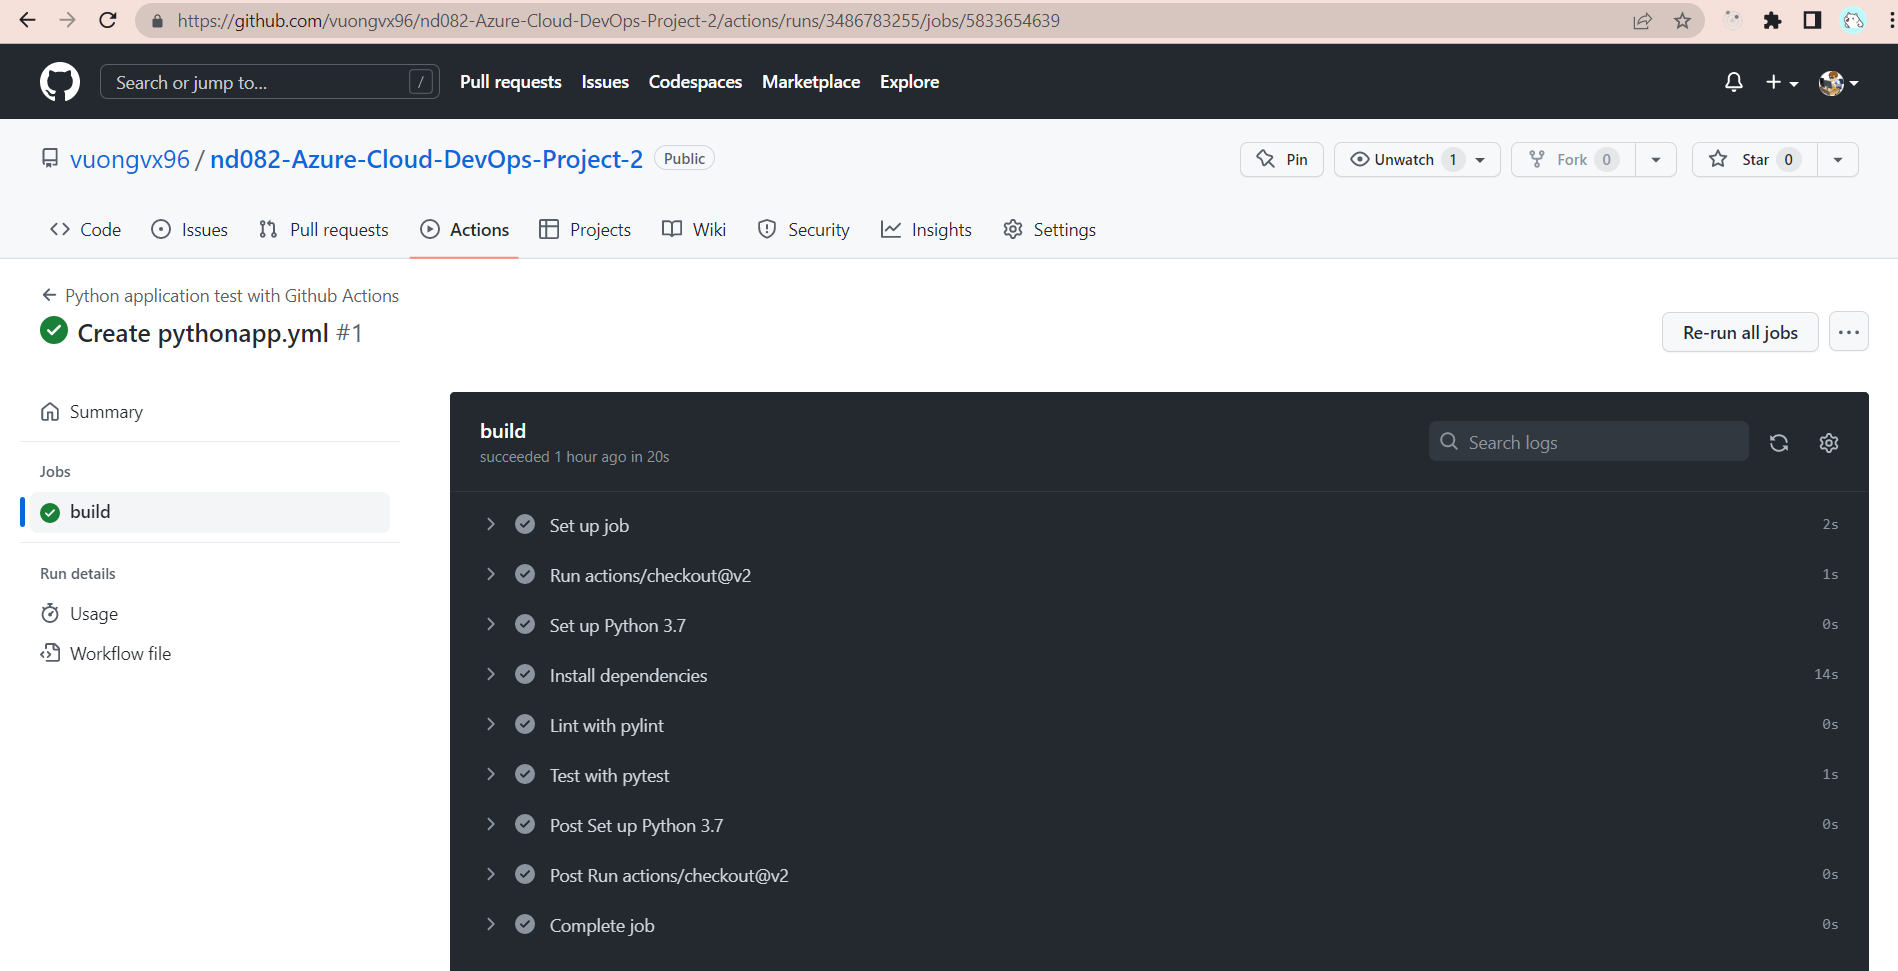 https://github.com/vuongvx96/nd082-Azure-Cloud-DevOps-Project-2/actions/runs/3486783255/jobs/5833654639
Search or jump to... / Pull requests Issues Codespaces Marketplace Explore
vuongvx96 / nd082-Azure-Cloud-DevOps-Project-2 Public Pin Unwatch 1 Fork 0 Star 0
Code Issues Pull requests Actions Projects Wiki Security Insights Settings
Python application test with Github Actions
Create pythonapp.yml #1
Re-run all jobs
Summary
Jobs
build
Run details
Usage
Workflow file
build
succeeded 1 hour ago in 20s
Search logs
Set up job 2s
Run actions/checkout@v2 1s
Set up Python 3.7 0s
Install dependencies 14s
Lint with pylint 0s
Test with pytest 1s
Post Set up Python 3.7 0s
Post Run actions/checkout@v2 0s
Complete job 0s